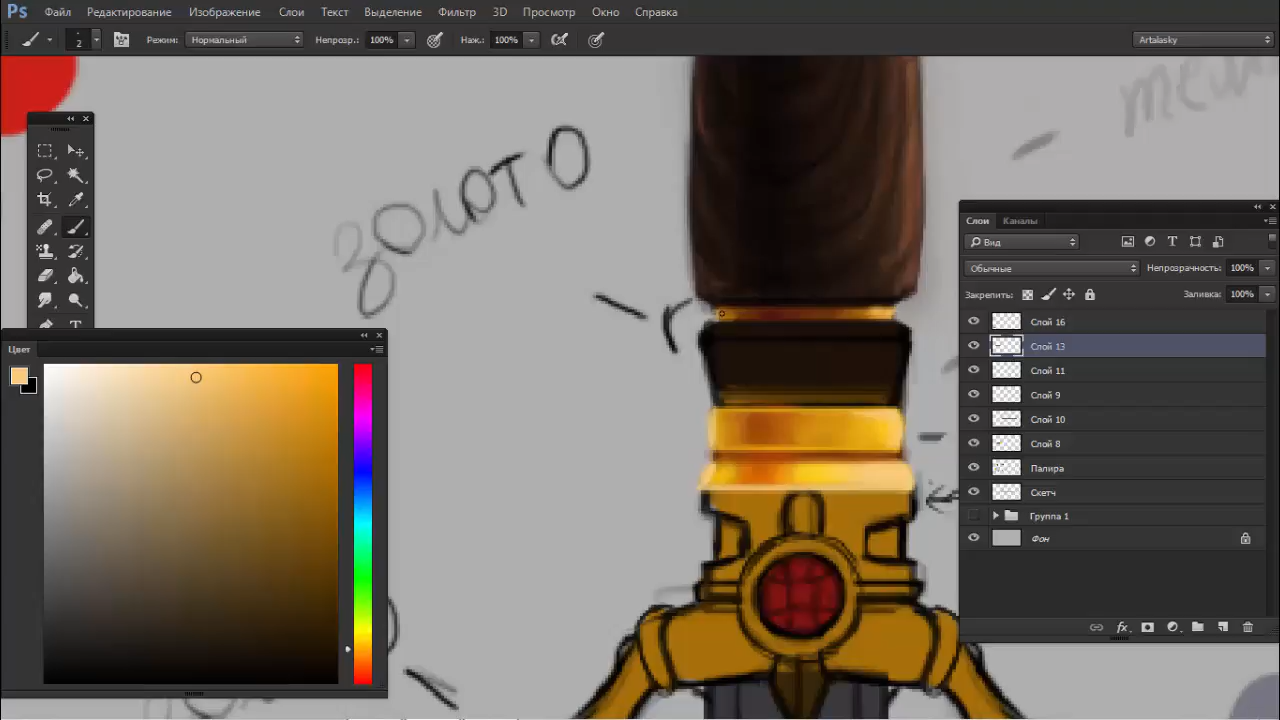 Ps Файл Редактирование Изображение Слои Текст Выделение Фильтр 3D Просмотр Окно Справка
2 Режим: Нормальный Непрозр.: 100% Наж.: 100% Artalasky
золото
Слои Каналы
Вид
Обычные Непрозрачность: 100%
Закрепить: Заливка: 100%
Слой 16
Слой 13
Слой 11
Слой 9
Слой 10
Слой 8
Палира
Скетч
Группа 1
Фон
Цвет